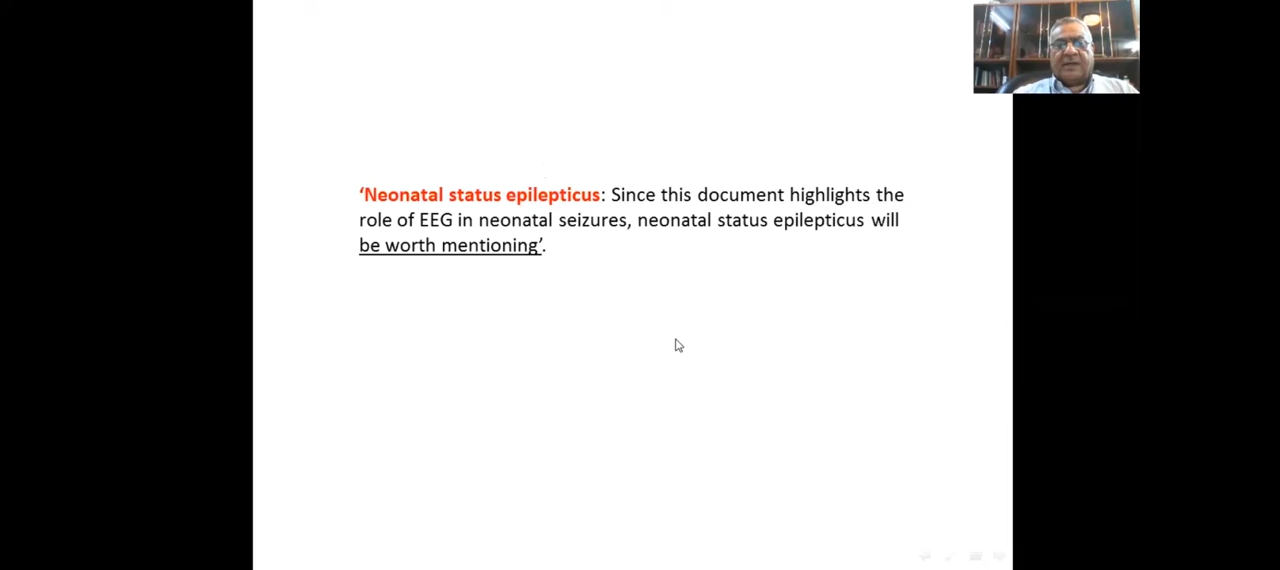 ‘Neonatal status epilepticus: Since this document highlights the
role of EEG in neonatal seizures, neonatal status epilepticus will
be worth mentioning’.